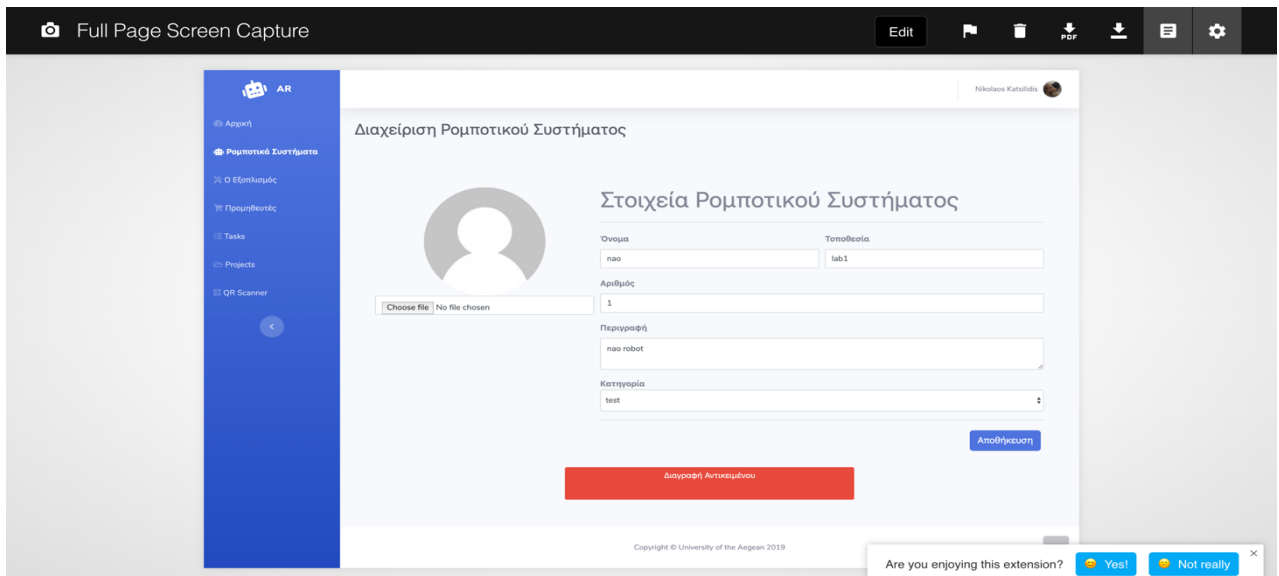 Full Page Screen Capture
Edit
PDF
AR
Nikolaos Katsilidis
Αρχική
Ρομποτικά Συστήματα
Ο Εξοπλισμός
Προμηθευτές
Tasks
Projects
QR Scanner
Διαχείριση Ρομποτικού Συστήματος
Choose file No file chosen
Στοιχεία Ρομποτικού Συστήματος
Όνομα Τοποθεσία
nao lab1
Αριθμός
1
Περιγραφή
nao robot
Κατηγορία
test
Αποθήκευση
Διαγραφή Αντικειμένου
Copyright © University of the Aegean 2019
Are you enjoying this extension? Yes! Not really